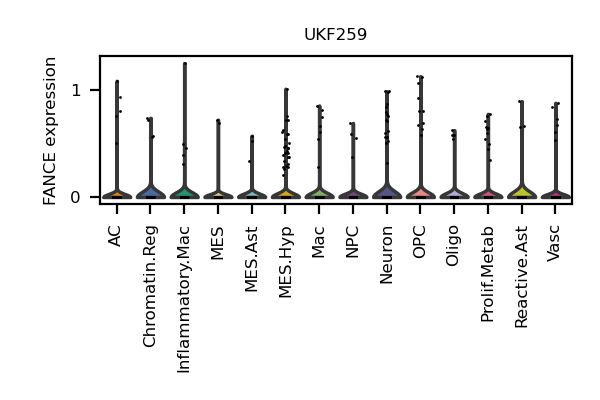 UKF259
FANCE expression
1
0
AC
Chromatin.Reg
Inflammatory.Mac
MES
MES.Ast
MES.Hyp
Mac
NPC
Neuron
OPC
Oligo
Prolif.Metab
Reactive.Ast
Vasc